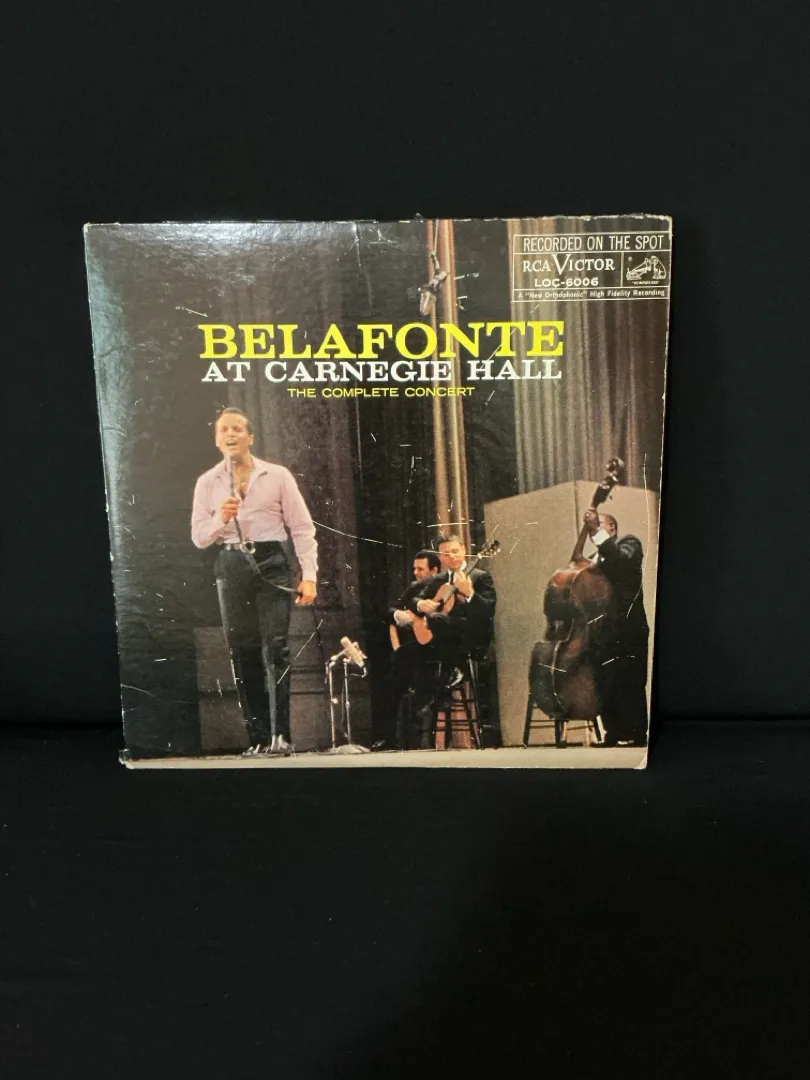 RECORDED ON THE SPOT
RCA VICTOR
LOC-6006
A "New Orthophonic" High Fidelity Recording
BELAFONTE
AT CARNEGIE HALL
THE COMPLETE CONCERT